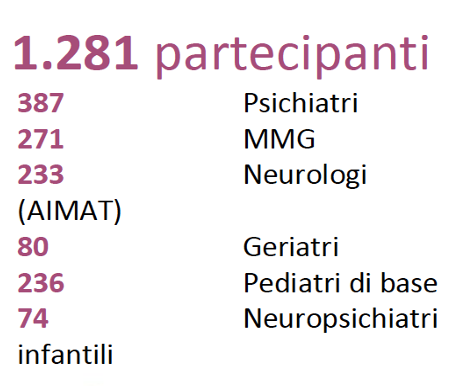 1.281 partecipanti
387 Psichiatri
271 MMG
233 Neurologi
(AIMAT)
80 Geriatri
236 Pediatri di base
74 Neuropsichiatri
infantili